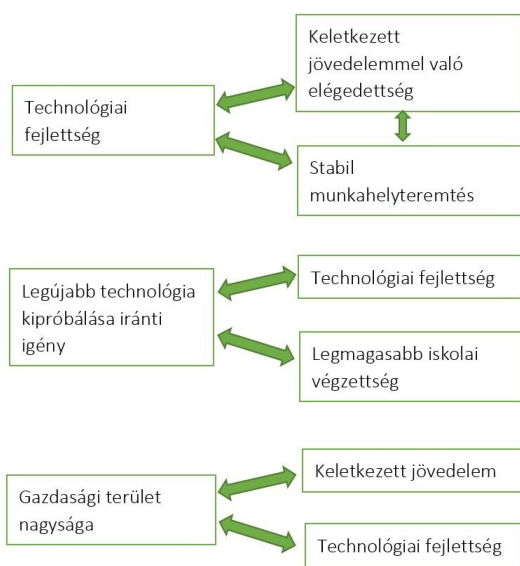 Keletkezett
jövedelemmel való
elégedettség
Technológiai
fejlettség
Stabil
munkahelyteremtés
Technológiai fejlettség
Legújabb technológia
kipróbálása iránti
igény
Legmagasabb iskolai
végzettség
Keletkezett jövedelem
Gazdasági terület
nagysága
Technológiai fejlettség